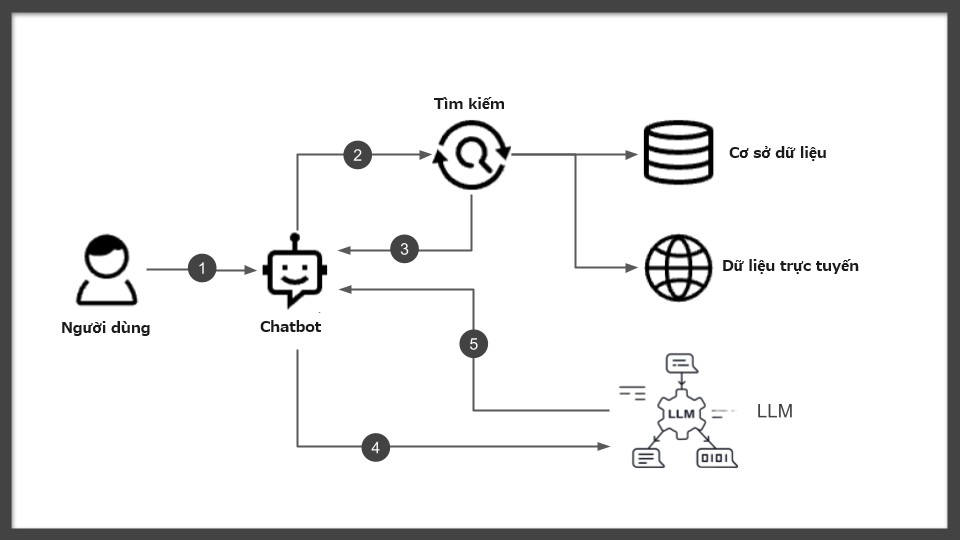 Tìm kiếm
2
Cơ sở dữ liệu
3
1
Dữ liệu trực tuyến
Người dùng
Chatbot
5
LLM
LLM
4
0101